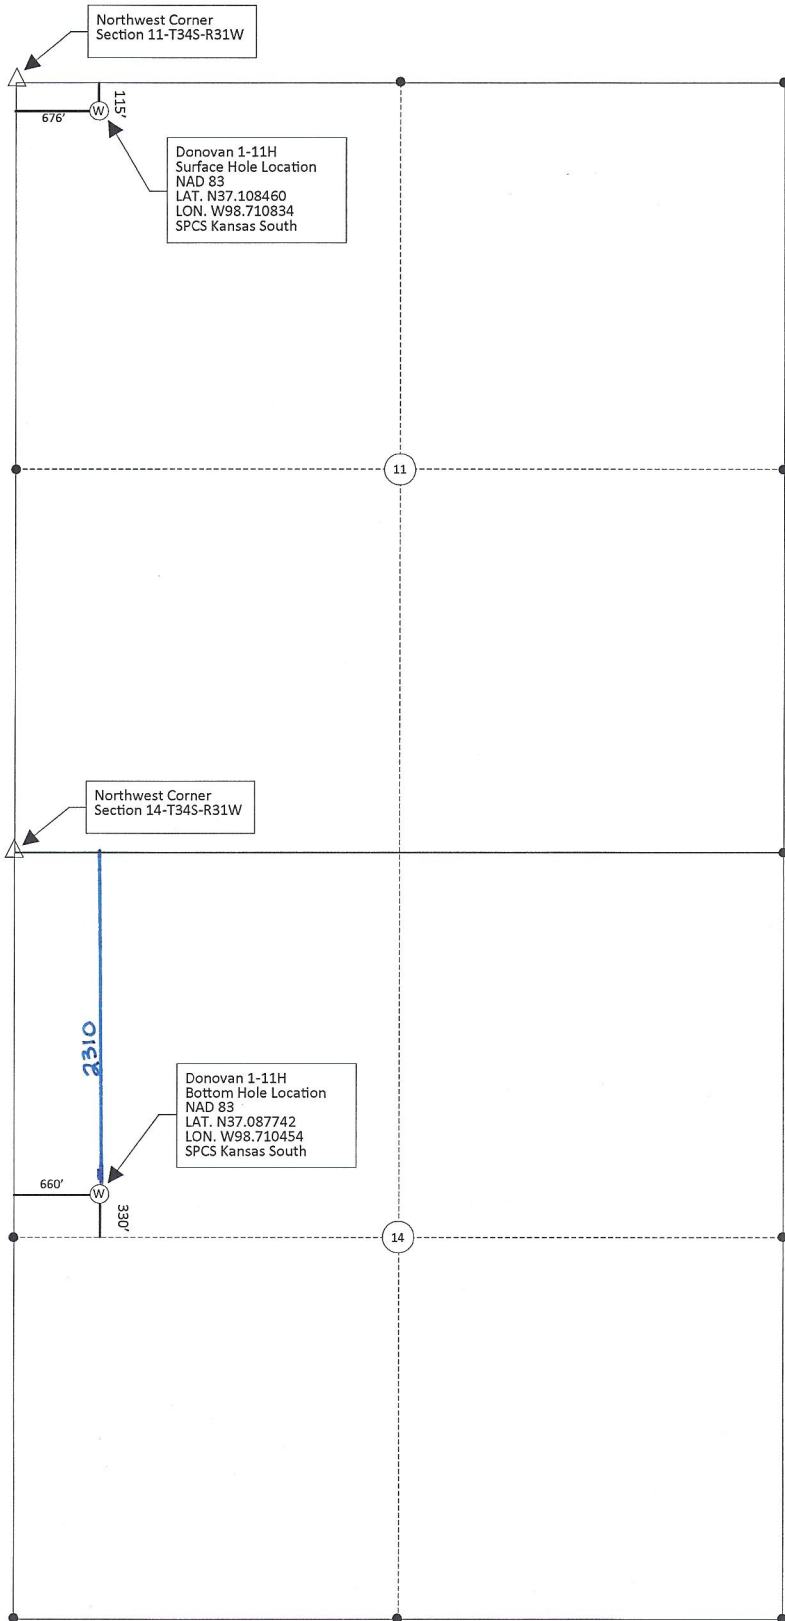 Northwest Corner
Section 11-T34S-R31W
115'
676'
W
Donovan 1-11H
Surface Hole Location
NAD 83
LAT. N37.108460
LON. W98.710834
SPCS Kansas South
11
Northwest Corner
Section 14-T34S-R31W
2310
Donovan 1-11H
Bottom Hole Location
NAD 83
LAT. N37.087742
LON. W98.710454
SPCS Kansas South
660'
W
330'
14